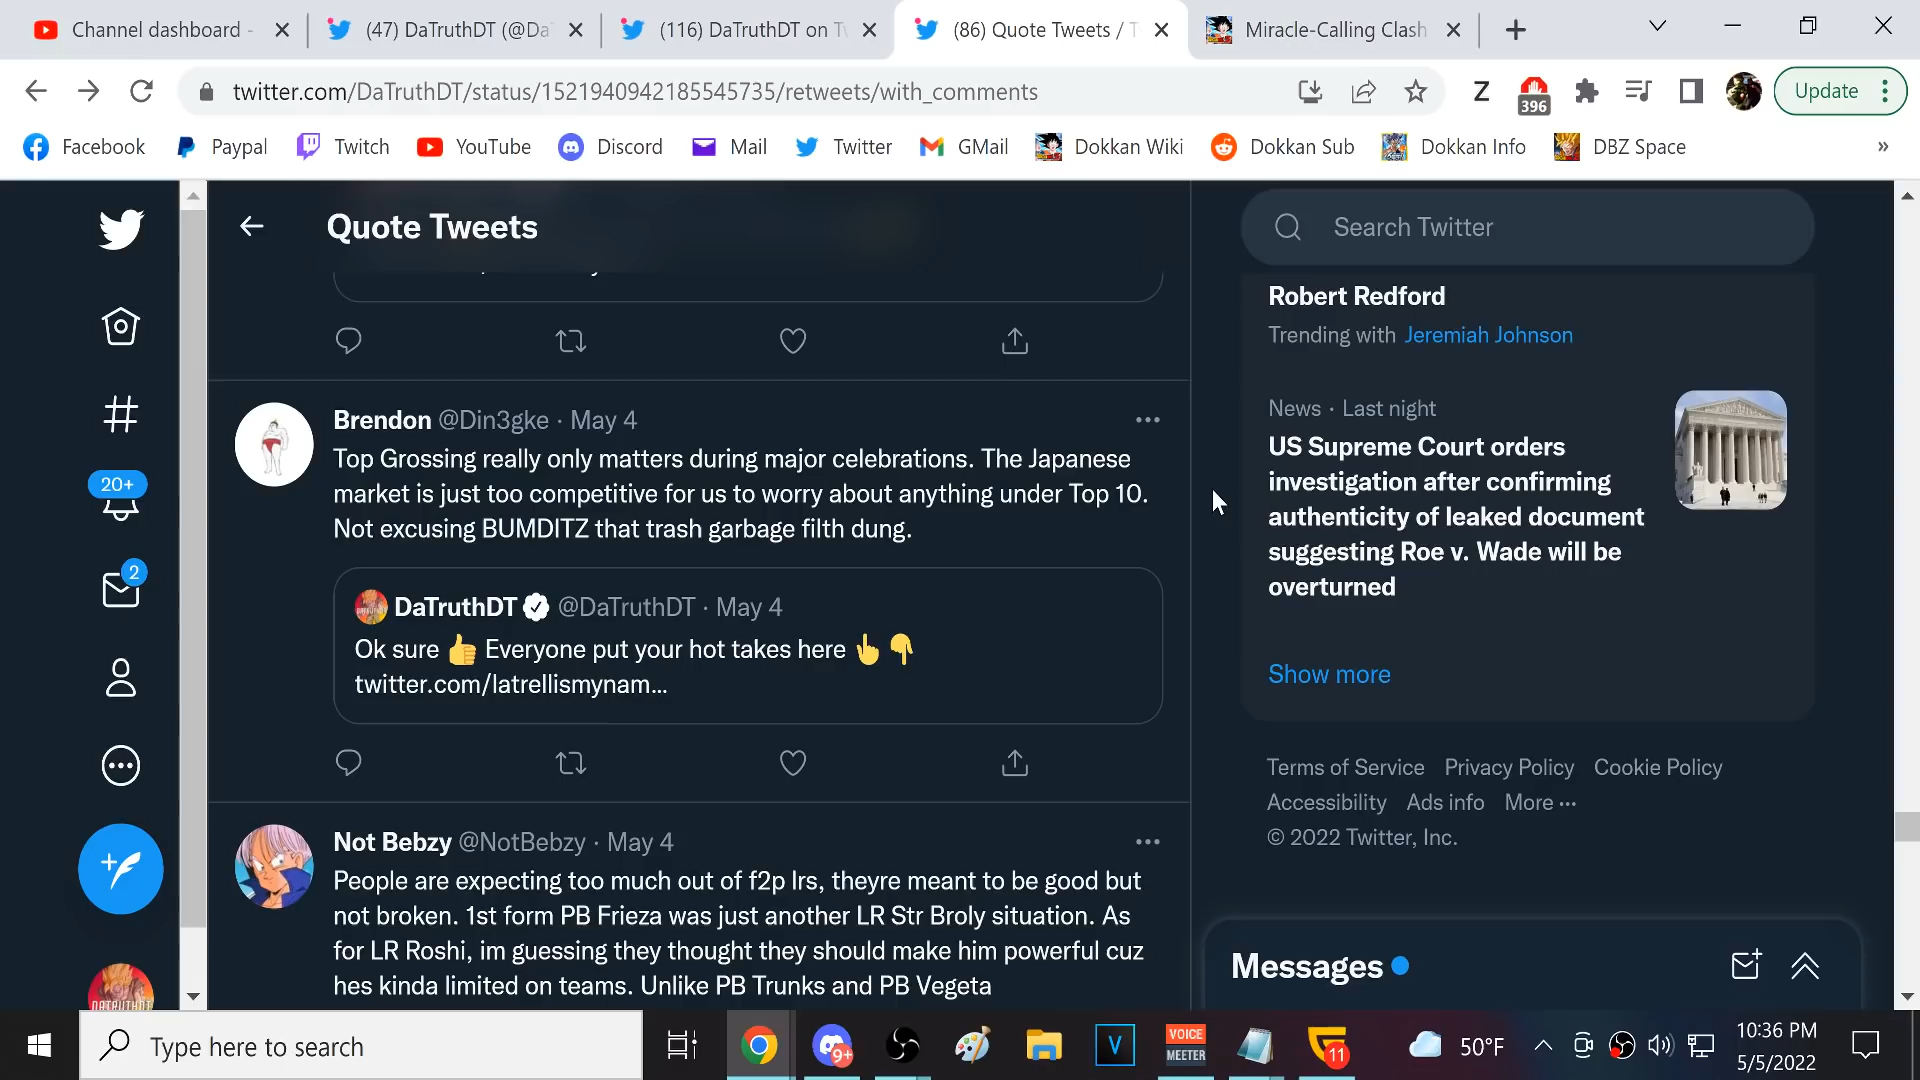 Channel dashboard -
(47) DaTruthDT (@Da
(116) DaTruthDT on Tw
(86) Quote Tweets / T
Miracle-Calling Clash
twitter.com/DaTruthDT/status/1521940942185545735/retweets/with_comments
Z
396
Update
Facebook
Paypal
Twitch
YouTube
Discord
Mail
Twitter
GMail
Dokkan Wiki
Dokkan Sub
Dokkan Info
DBZ Space
»
Quote Tweets
Search Twitter
Robert Redford
Trending with Jeremiah Johnson
News · Last night
US Supreme Court orders
investigation after confirming
authenticity of leaked document
suggesting Roe v. Wade will be
overturned
Show more
Terms of Service Privacy Policy Cookie Policy
Accessibility Ads info More ···
© 2022 Twitter, Inc.
20+
2
Brendon @Din3gke · May 4
Top Grossing really only matters during major celebrations. The Japanese
market is just too competitive for us to worry about anything under Top 10.
Not excusing BUMDITZ that trash garbage filth dung.
DaTruthDT @DaTruthDT · May 4
Ok sure 👍 Everyone put your hot takes here 👆👇
twitter.com/latrellismynam...
Not Bebzy @NotBebzy · May 4
People are expecting too much out of f2p lrs, theyre meant to be good but
not broken. 1st form PB Frieza was just another LR Str Broly situation. As
for LR Roshi, im guessing they thought they should make him powerful cuz
hes kinda limited on teams. Unlike PB Trunks and PB Vegeta
Messages
DATRUTHDT
Type here to search
9+
V
VOICE
MEETER
11
50°F
10:36 PM
5/5/2022